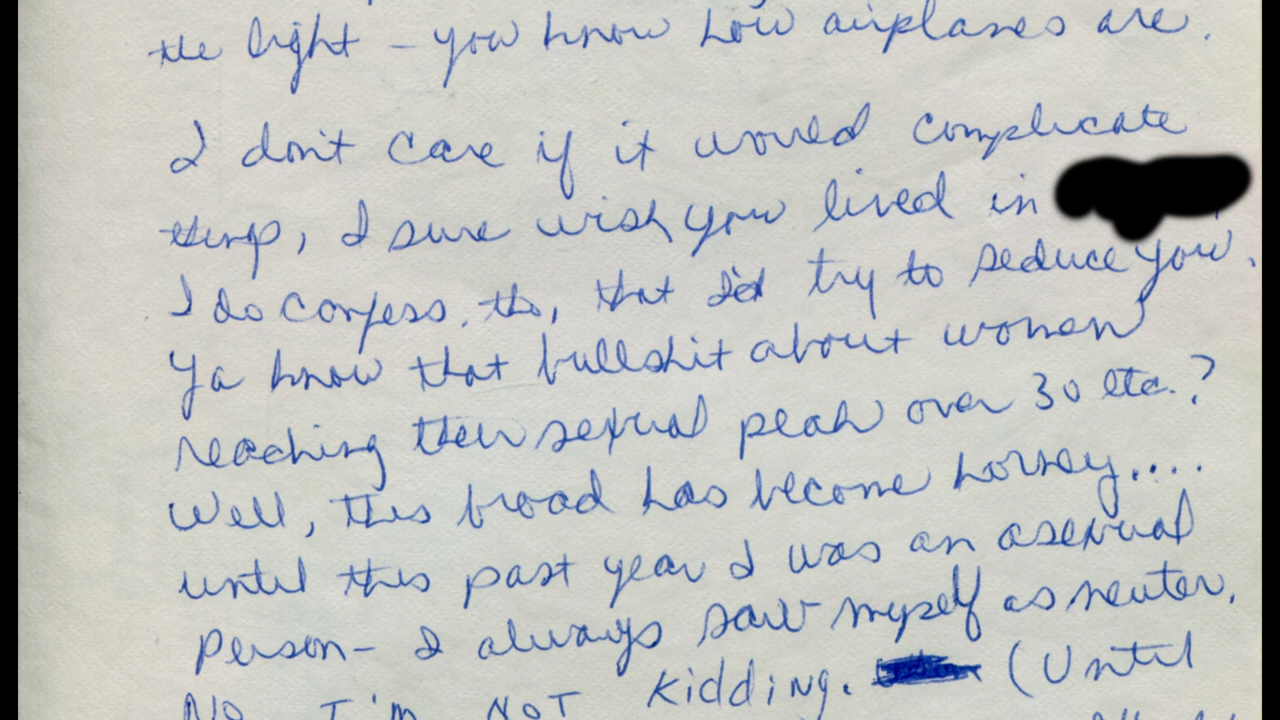 the light - you know how airplanes are.
I don't care if it would complicate
things, I sure wish you lived in
I do confess, tho, that I'd try to seduce you.
Ya know that bullshit about women
reaching their sexual peak over 30 etc.?
Well, this broad has become horney....
until this past year I was an asexual
person - I always saw myself as neuter.
No I'm NOT kidding. (Until